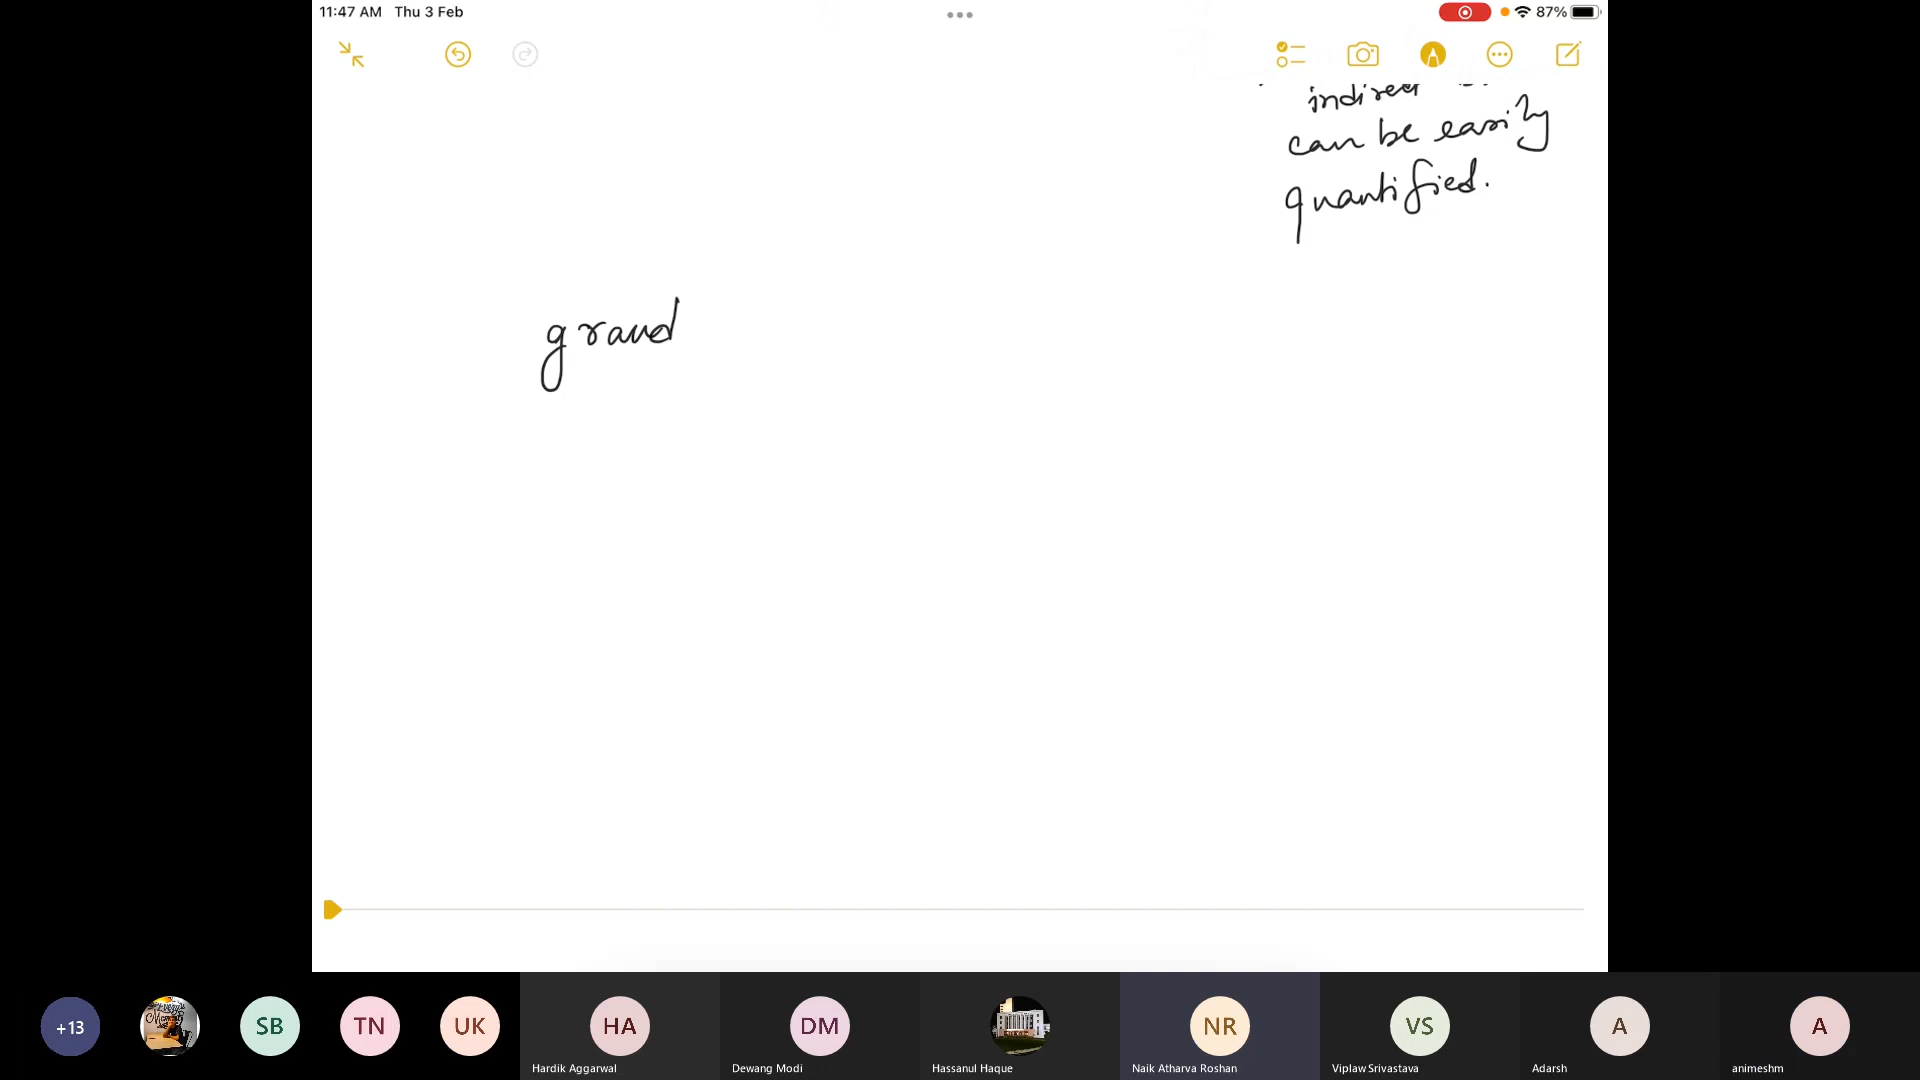 11:47 AM Thu 3 Feb
87%
indirect
can be easily
quantified.
grand
+13
SB
TN
UK
HA
DM
NR
VS
A
A
Hardik Aggarwal
Dewang Modi
Hassanul Haque
Naik Atharva Roshan
Viplaw Srivastava
Adarsh
animeshm